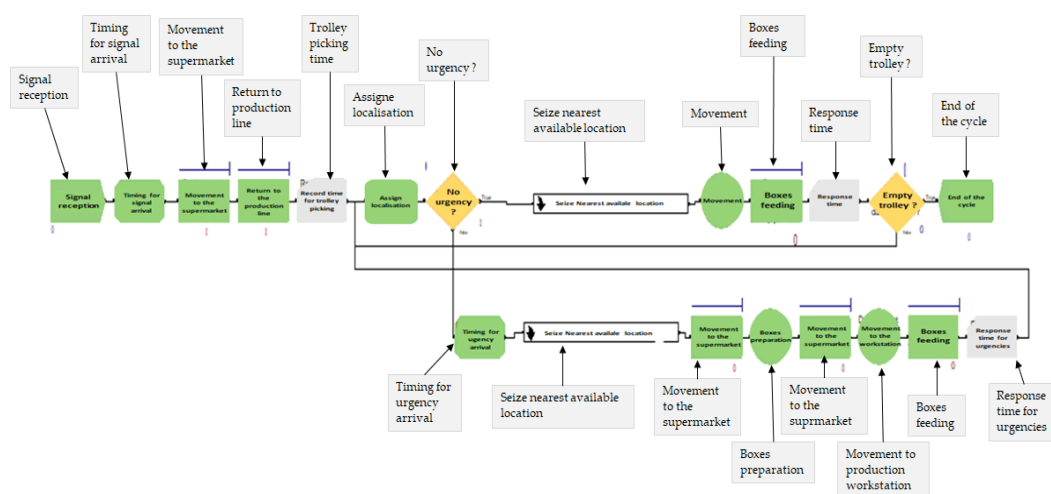 Timing
for signal
arrival
Movement
to the
supermarket
Trolley
picking
time
No
urgency ?
Boxes
feeding
Empty
trolley ?
Signal
reception
Return to
production
line
Assigne
localisation
Seize nearest
available location
Movement
Response
time
End of
the cycle
Signal
reception
Timing for
signal
arrival
Movement
to the
supermarket
Return to
the
production
line
Record time
for trolley
picking
Assign
localisation
No
urgency
?
True
Seize Nearest availale location
Movement
Boxes
feeding
Response
time
Empty
trolley ?
True
End of the
cycle
Timing for
ugency
arrival
Seize Nearest availale location
Movement
to the
supermarket
Boxes
preparation
Movement
to the
supermarket
Movement
to the
workstation
Boxes
feeding
Response
time for
urgencies
Timing for
urgency
arrival
Seize nearest available
location
Movement
to the
supermarket
Boxes
preparation
Movement
to the
suprmarket
Movement to
production
workstation
Boxes
feeding
Response
time for
urgencies